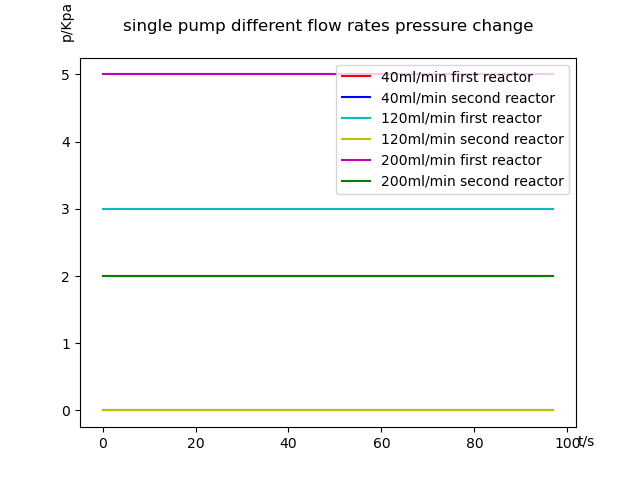 single pump different flow rates pressure change
p/Kpa
40ml/min first reactor
40ml/min second reactor
120ml/min first reactor
120ml/min second reactor
200ml/min first reactor
200ml/min second reactor
5
4
3
2
1
0
0 20 40 60 80 100
t/s